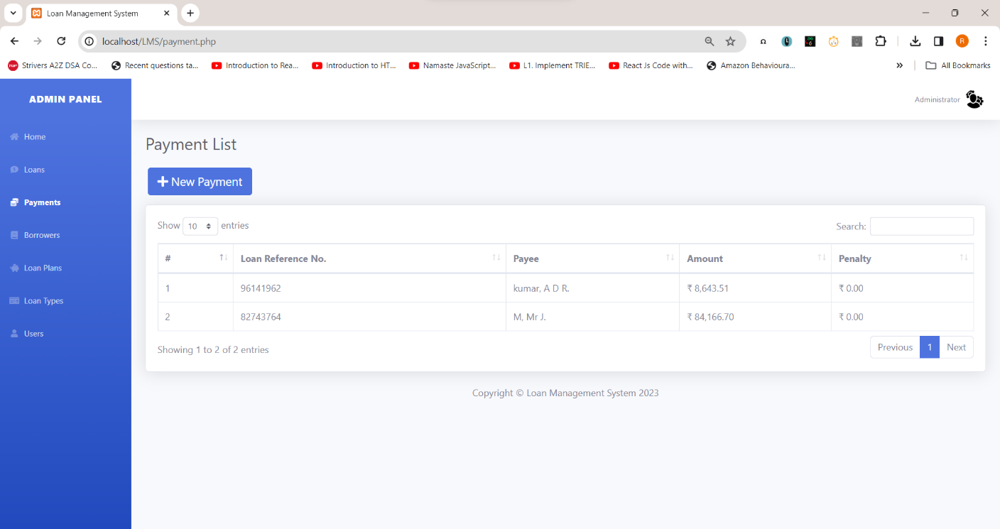 Loan Management System
localhost/LMS/payment.php
R
TUF Strivers A2Z DSA Co... Recent questions ta... Introduction to Rea... Introduction to HT... Namaste JavaScript... L1. Implement TRIE... React Js Code with... Amazon Behavioura... » All Bookmarks
ADMIN PANEL
Administrator
Home
Loans
Payments
Borrowers
Loan Plans
Loan Types
Users
Payment List
New Payment
Show 10 entries Search:
# Loan Reference No. Payee Amount Penalty
1 96141962 kumar, A D R. ₹ 8,643.51 ₹ 0.00
2 82743764 M, Mr J. ₹ 84,166.70 ₹ 0.00
Showing 1 to 2 of 2 entries Previous 1 Next
Copyright © Loan Management System 2023